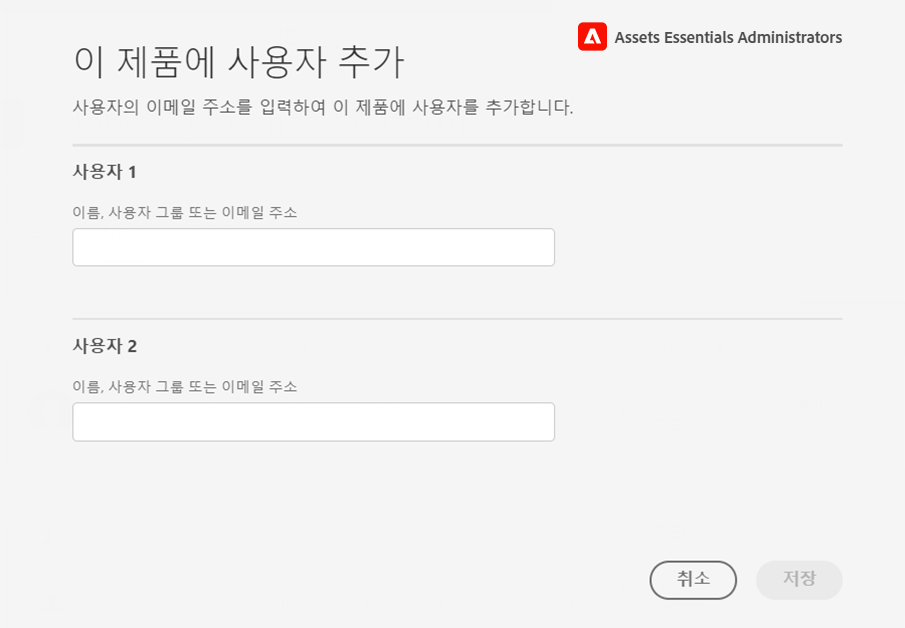 이 제품에 사용자 추가
Assets Essentials Administrators
사용자의 이메일 주소를 입력하여 이 제품에 사용자를 추가합니다.
사용자 1
이름, 사용자 그룹 또는 이메일 주소
사용자 2
이름, 사용자 그룹 또는 이메일 주소
취소
저장